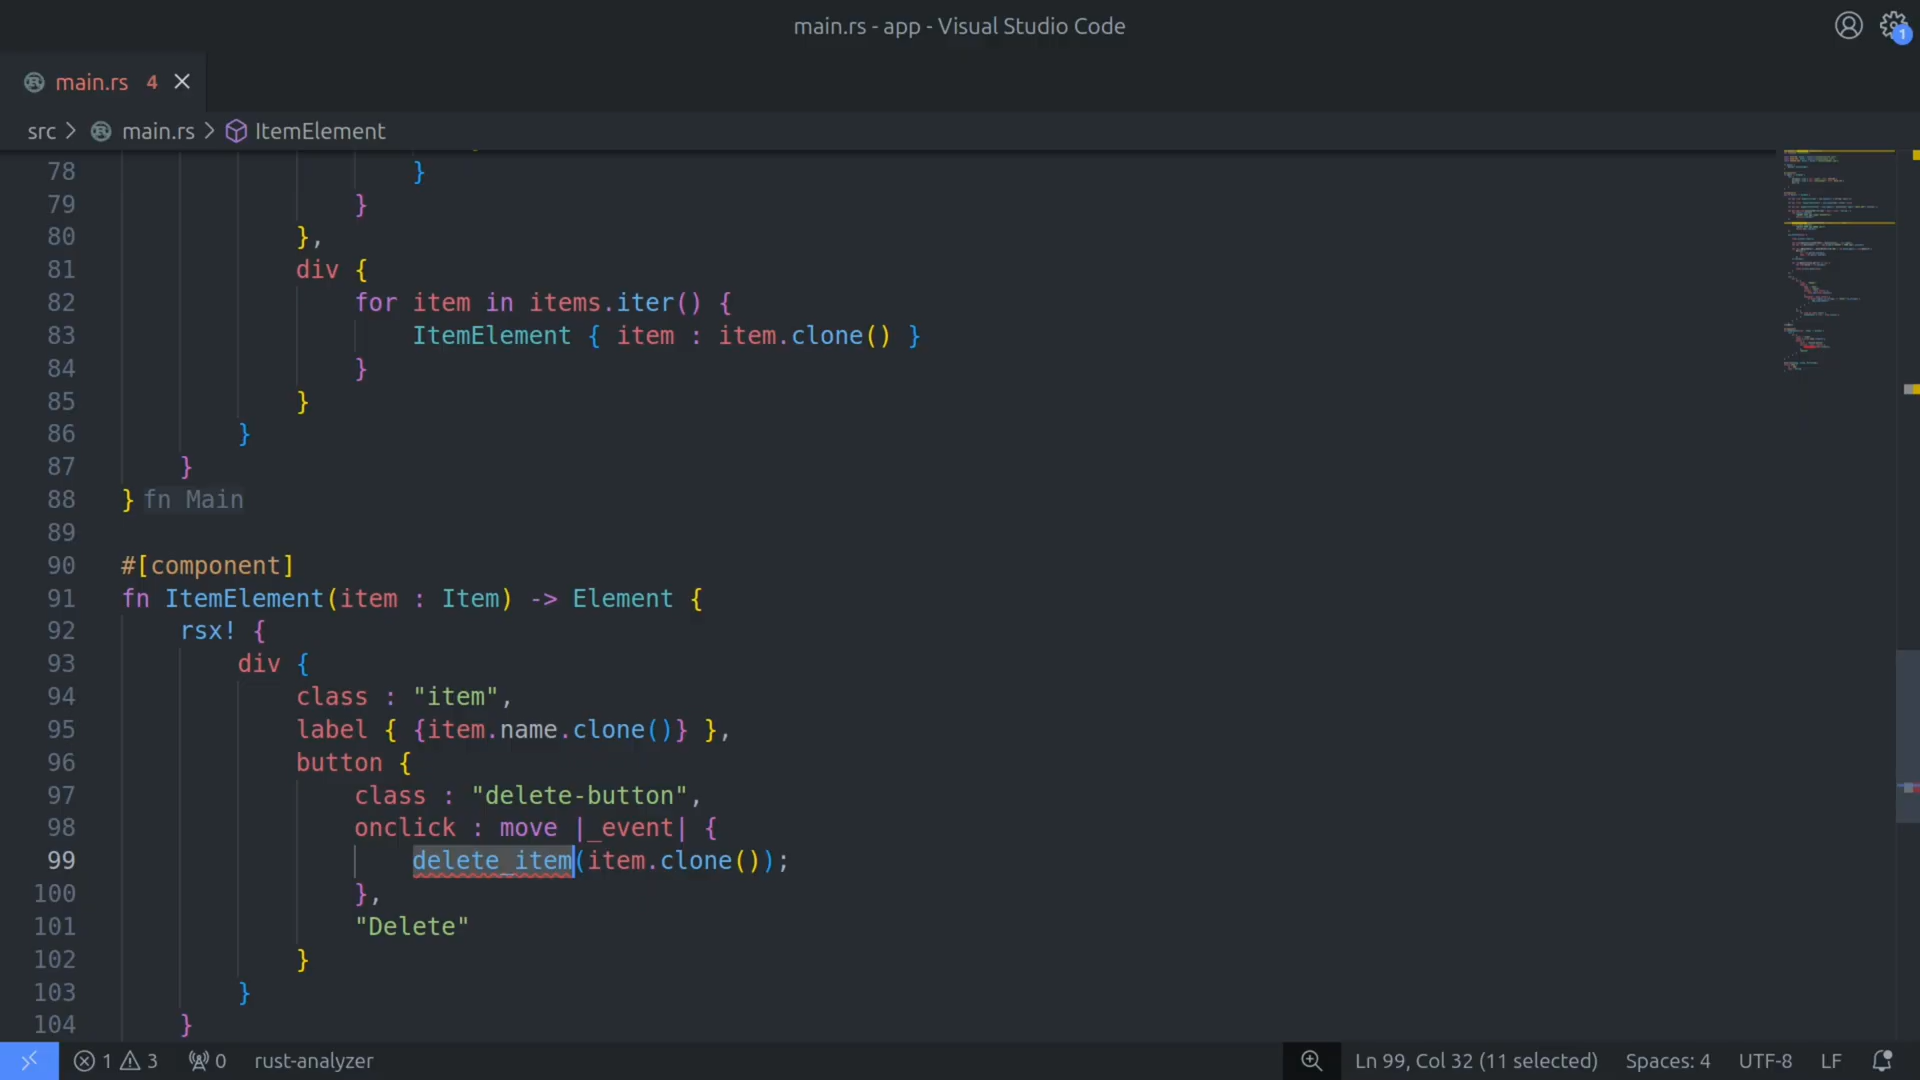 main.rs - app - Visual Studio Code
1
main.rs 4
src > main.rs > ItemElement
78 }
79 }
80 },
81 div {
82 for item in items.iter() {
83 ItemElement { item : item.clone() }
84 }
85 }
86 }
87 }
88 } fn Main
89
90 #[component]
91 fn ItemElement(item : Item) -> Element {
92 rsx! {
93 div {
94 class : "item",
95 label { {item.name.clone()} },
96 button {
97 class : "delete-button",
98 onclick : move |_event| {
99 delete_item(item.clone());
100 },
101 "Delete"
102 }
103 }
104 }
1 3 0 rust-analyzer Ln 99, Col 32 (11 selected) Spaces: 4 UTF-8 LF